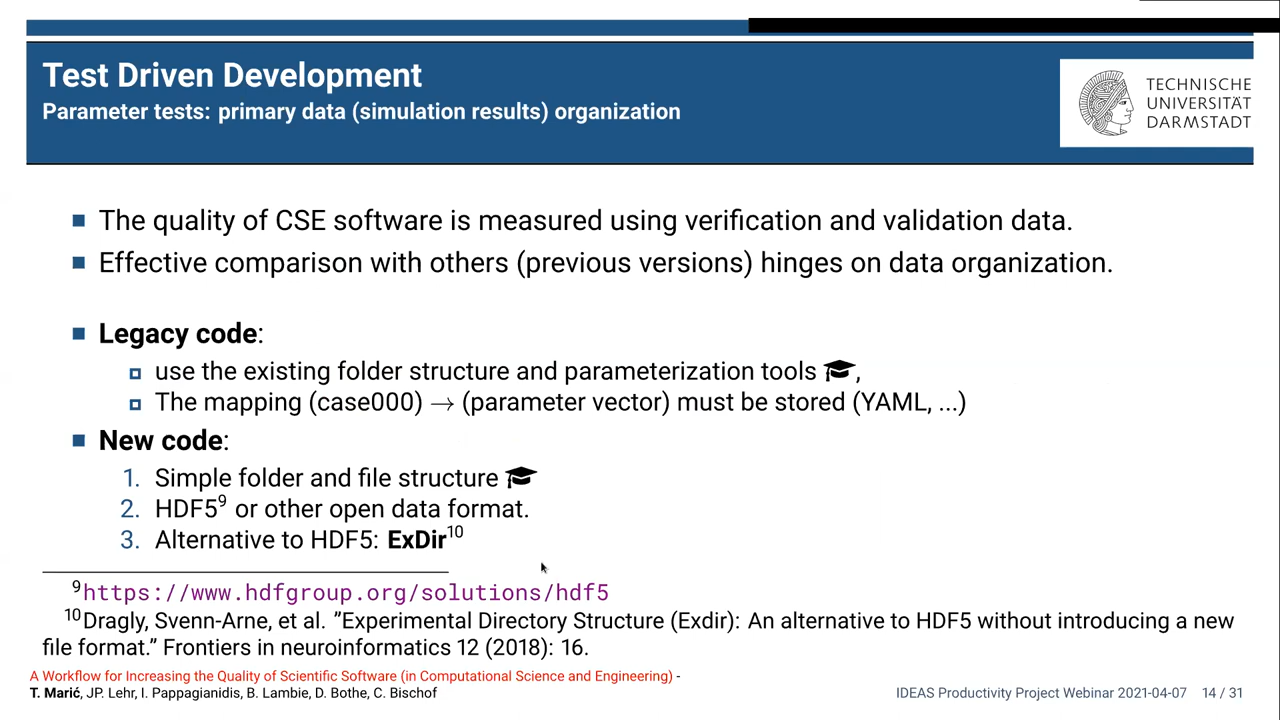 Test Driven Development
Parameter tests: primary data (simulation results) organization
TECHNISCHE
UNIVERSITÄT
DARMSTADT
The quality of CSE software is measured using verification and validation data.
Effective comparison with others (previous versions) hinges on data organization.
Legacy code:
use the existing folder structure and parameterization tools ,
The mapping (case000) → (parameter vector) must be stored (YAML, ...)
New code:
1. Simple folder and file structure
2. HDF5⁹ or other open data format.
3. Alternative to HDF5: ExDir¹⁰
⁹https://www.hdfgroup.org/solutions/hdf5
¹⁰Dragly, Svenn-Arne, et al. ”Experimental Directory Structure (Exdir): An alternative to HDF5 without introducing a new
file format.” Frontiers in neuroinformatics 12 (2018): 16.
A Workflow for Increasing the Quality of Scientific Software (in Computational Science and Engineering) -
T. Marić, JP. Lehr, I. Pappagianidis, B. Lambie, D. Bothe, C. Bischof
IDEAS Productivity Project Webinar 2021-04-07 14 / 31